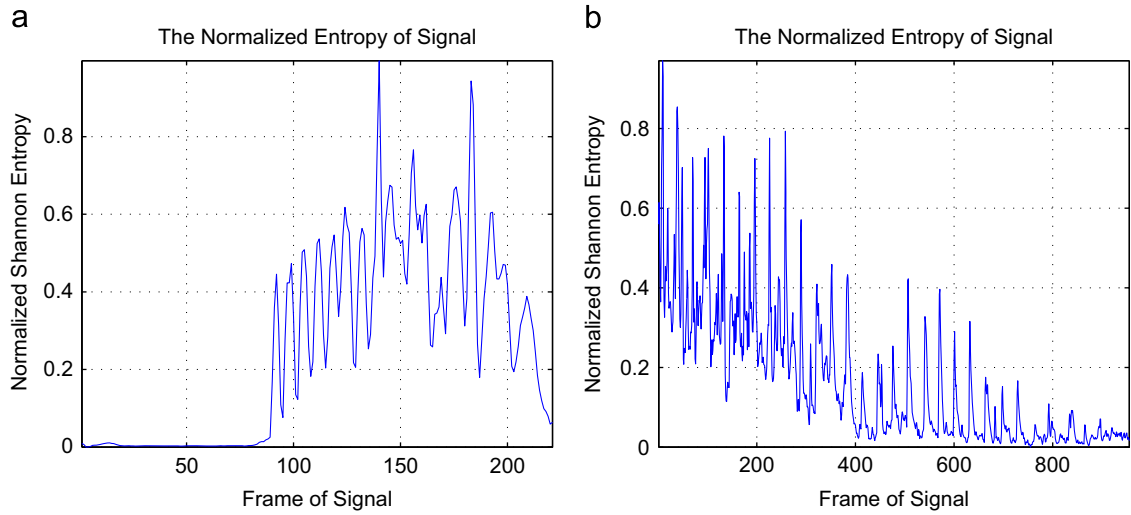 a
The Normalized Entropy of Signal
Normalized Shannon Entropy
0.8
0.6
0.4
0.2
0
50 100 150 200
Frame of Signal
b
The Normalized Entropy of Signal
Normalized Shannon Entropy
0.8
0.6
0.4
0.2
0
200 400 600 800
Frame of Signal